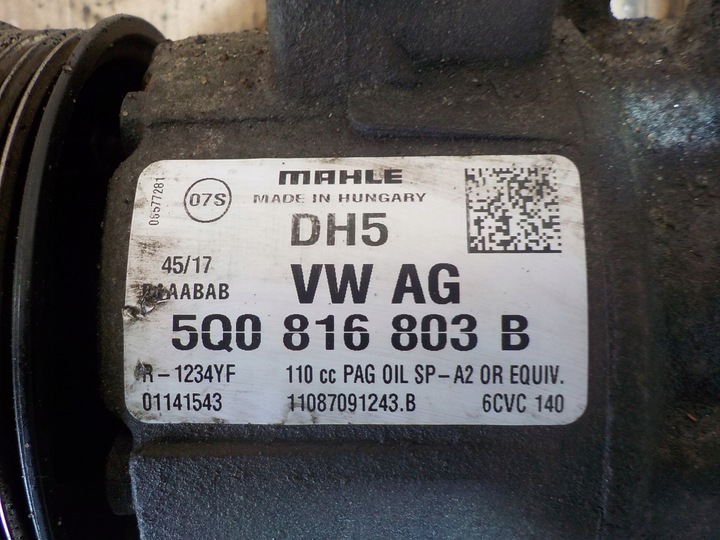 MAHLE
07S
MADE IN HUNGARY
DH5
45/17
VW AG
5Q0 816 803 B
R-1234YF 110 cc PAG OIL SP-A2 OR EQUIV.
01141543 11087091243.B 6CVC 140